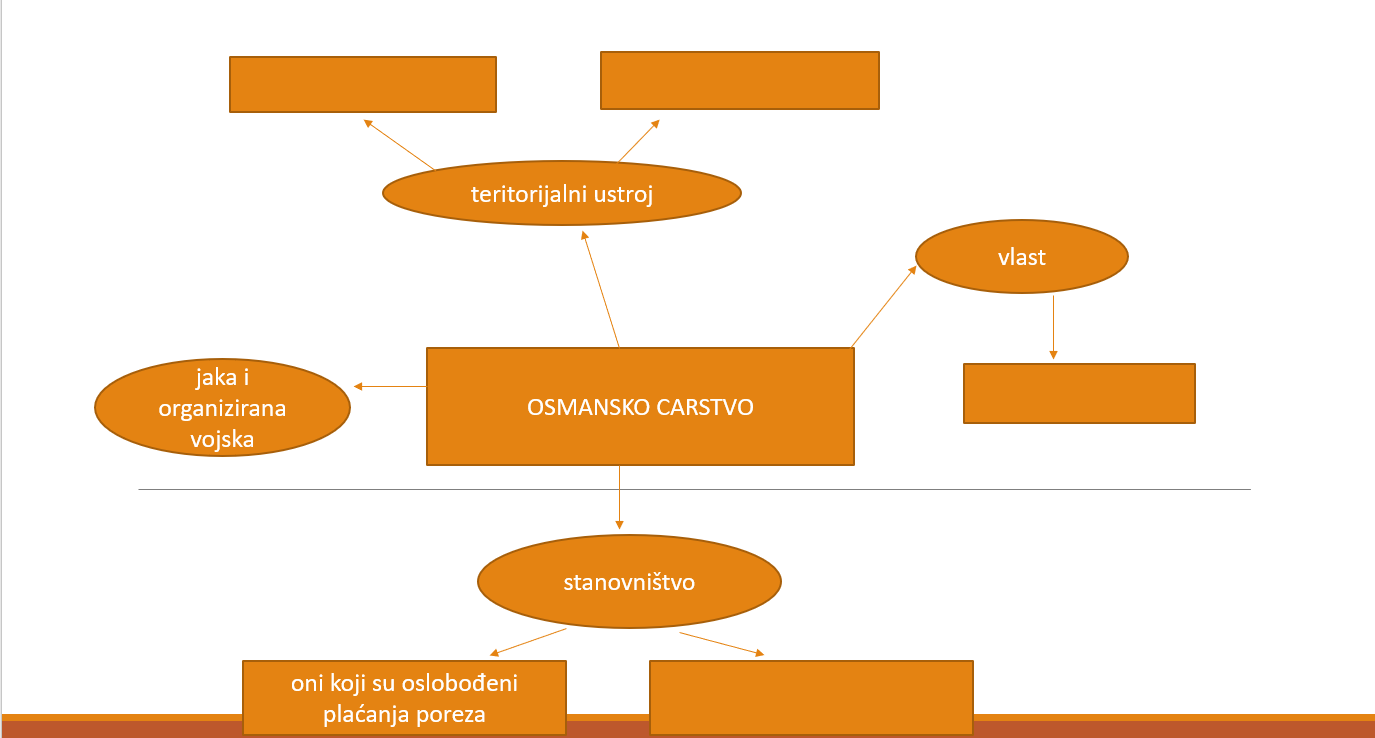 teritorijalni ustroj
vlast
jaka i
organizirana
vojska
OSMANSKO CARSTVO
stanovništvo
oni koji su oslobođeni
plaćanja poreza